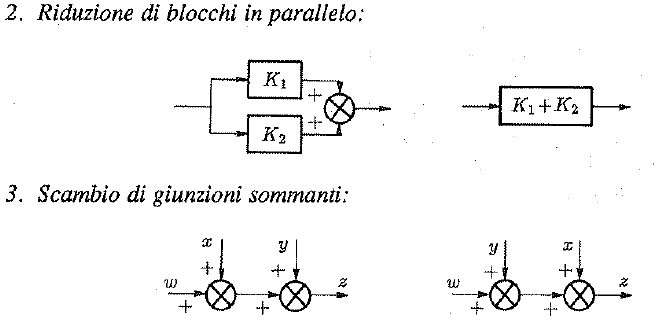 2. Riduzione di blocchi in parallelo:
K₁
+
+
K₂
K₁+K₂
3. Scambio di giunzioni sommanti:
x y
+ +
w z
+ +
y x
+ +
w z
+ +